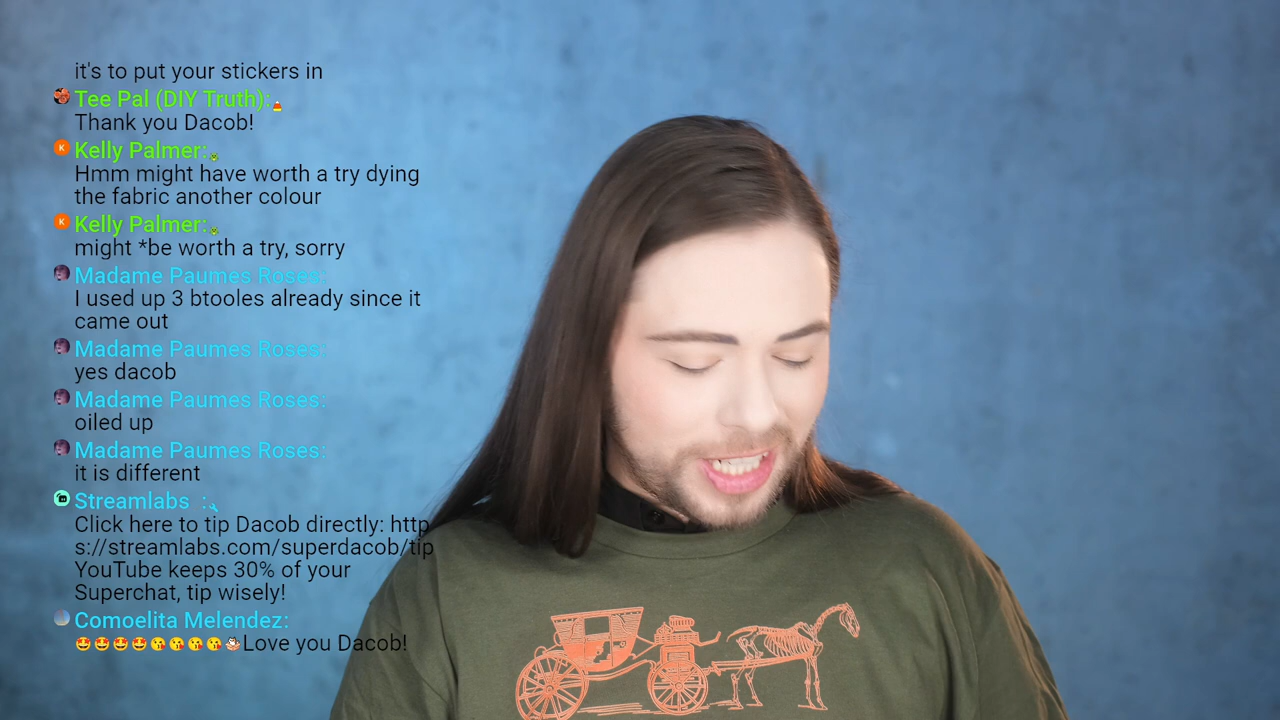 it's to put your stickers in
Tee Pal (DIY Truth):
Thank you Dacob!
K Kelly Palmer:
Hmm might have worth a try dying
the fabric another colour
K Kelly Palmer:
might *be worth a try, sorry
Madame Paumes Roses:
I used up 3 btooles already since it
came out
Madame Paumes Roses:
yes dacob
Madame Paumes Roses:
oiled up
Madame Paumes Roses:
it is different
Streamlabs :
Click here to tip Dacob directly: http
s://streamlabs.com/superdacob/tip
YouTube keeps 30% of your
Superchat, tip wisely!
Comoelita Melendez:
🤩🤩🤩🤩😘😘😘😘🎅Love you Dacob!